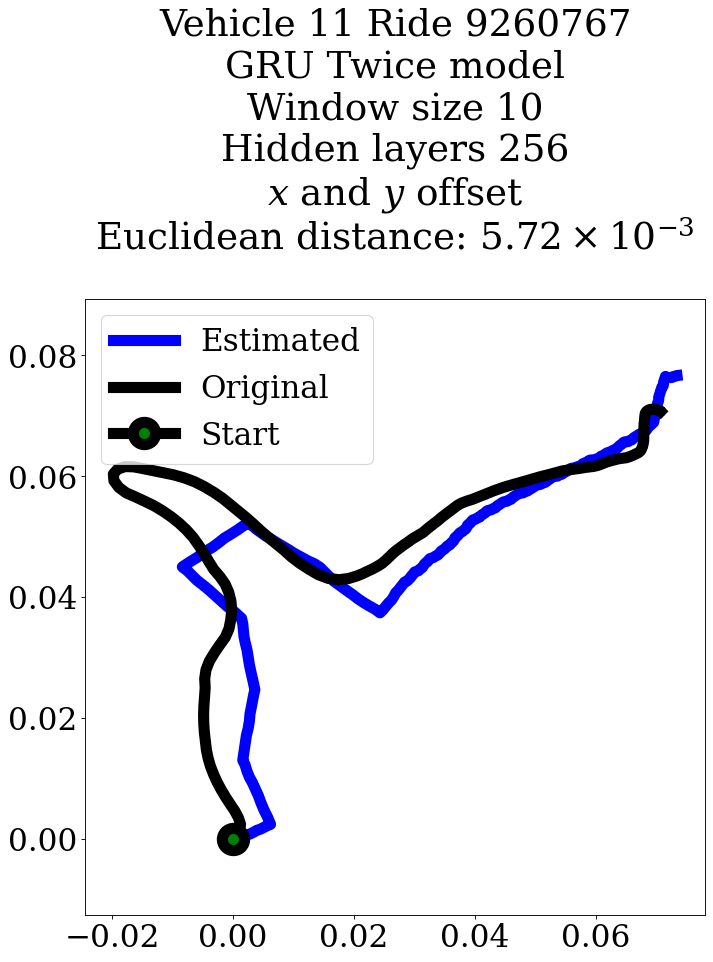 Vehicle 11 Ride 9260767
GRU Twice model
Window size 10
Hidden layers 256
x and y offset
Euclidean distance: 5.72 × 10⁻³
Estimated
Original
Start
0.08
0.06
0.04
0.02
0.00
−0.02 0.00 0.02 0.04 0.06